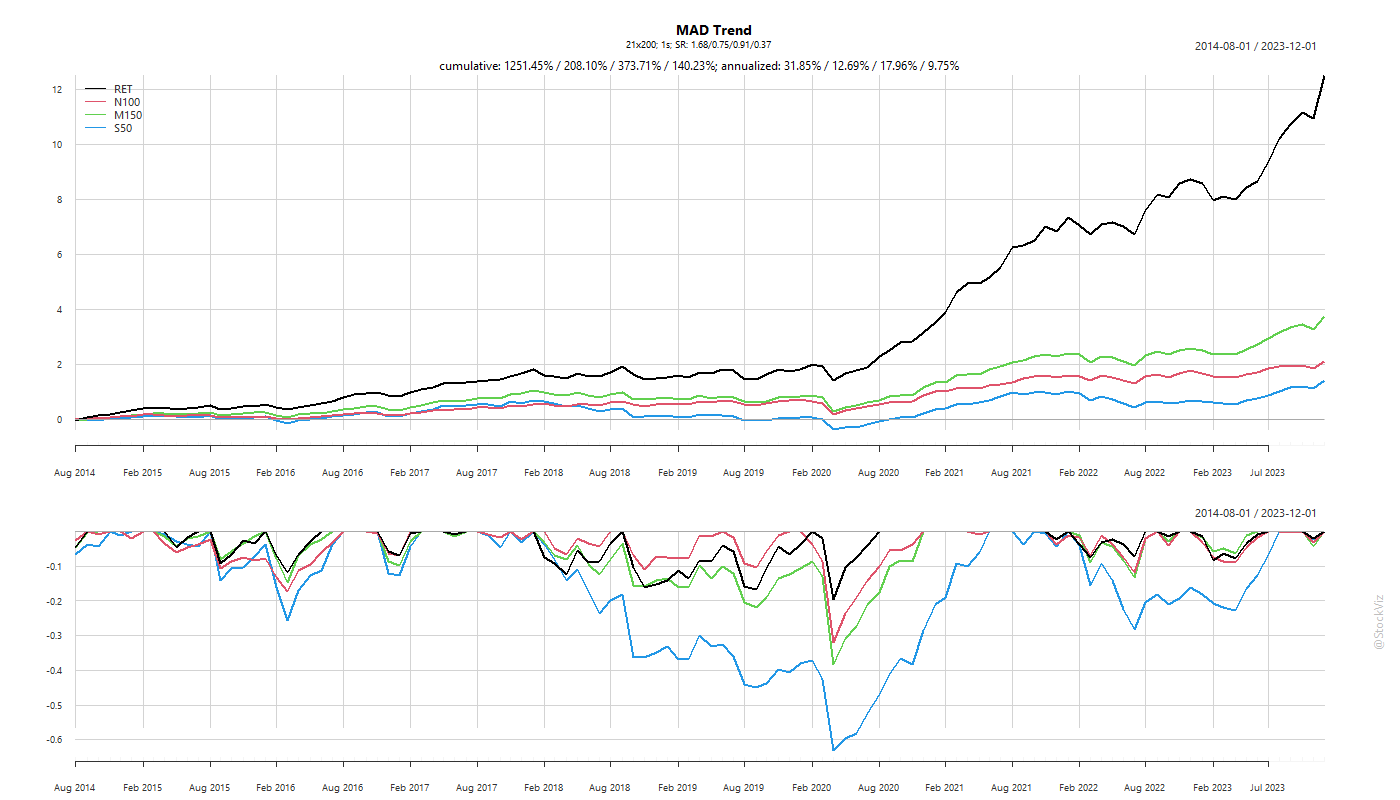 MAD Trend
21x200; 1s; SR: 1.68/0.75/0.91/0.37
2014-08-01 / 2023-12-01
cumulative: 1251.45% / 208.10% / 373.71% / 140.23%; annualized: 31.85% / 12.69% / 17.96% / 9.75%
RET
N100
M150
S50
12
10
8
6
4
2
0
Aug 2014 Feb 2015 Aug 2015 Feb 2016 Aug 2016 Feb 2017 Aug 2017 Feb 2018 Aug 2018 Feb 2019 Aug 2019 Feb 2020 Aug 2020 Feb 2021 Aug 2021 Feb 2022 Aug 2022 Feb 2023 Jul 2023
2014-08-01 / 2023-12-01
-0.1
-0.2
-0.3
-0.4
-0.5
-0.6
Aug 2014 Feb 2015 Aug 2015 Feb 2016 Aug 2016 Feb 2017 Aug 2017 Feb 2018 Aug 2018 Feb 2019 Aug 2019 Feb 2020 Aug 2020 Feb 2021 Aug 2021 Feb 2022 Aug 2022 Feb 2023 Jul 2023
@StockViz